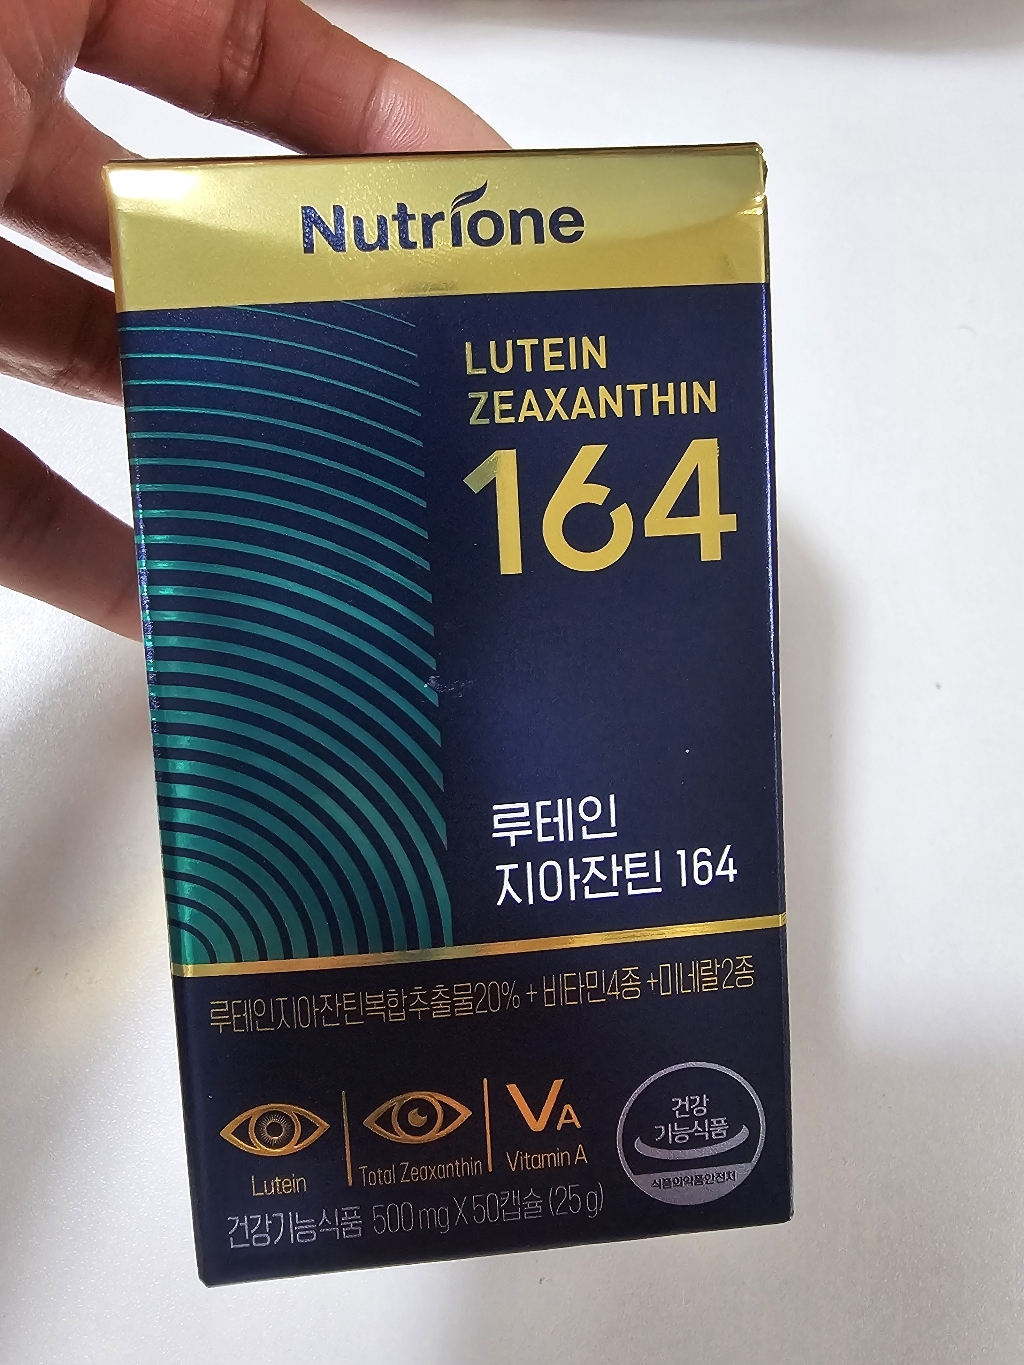 Nutrione
LUTEIN
ZEAXANTHIN
164
루테인
지아잔틴 164
루테인지아잔틴복합추출물20% + 비타민4종 +미네랄2종
Lutein
Total Zeaxanthin
VA
Vitamin A
건강
기능식품
식품의약품안전처
건강기능식품 500 mg X 50캡슐 (25 g)